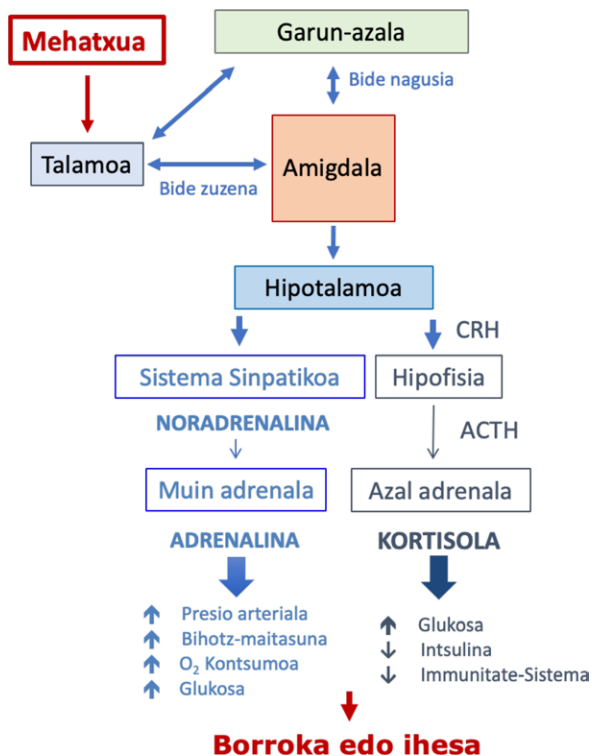 Mehatxua
Garun-azala
Bide nagusia
Talamoa
Amigdala
Bide zuzena
Hipotalamoa
CRH
Sistema Sinpatikoa
Hipofisia
NORADRENALINA
ACTH
Muin adrenala
Azal adrenala
ADRENALINA
KORTISOLA
Presio arteriala
Bihotz-maitasuna
O₂ Kontsumoa
Glukosa
Glukosa
Intsulina
Immunitate-Sistema
Borroka edo ihesa